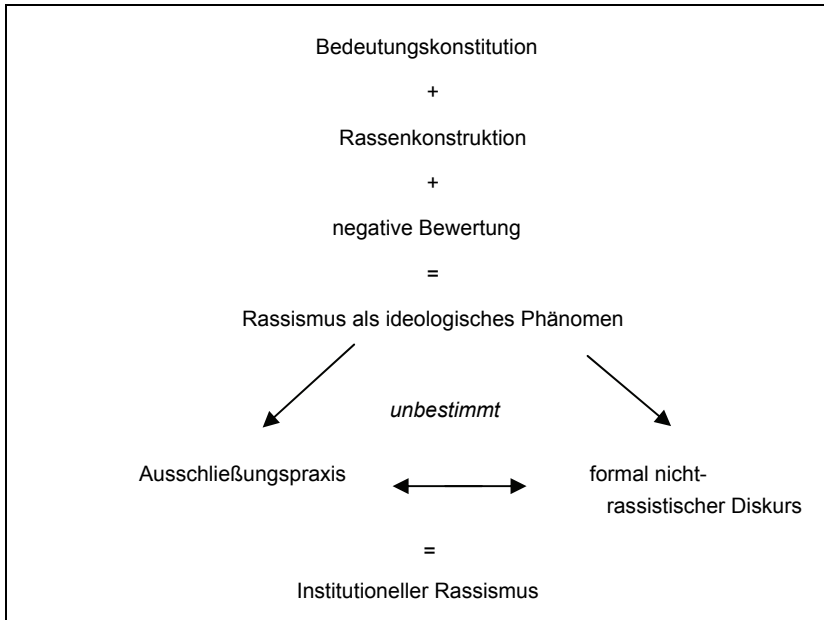 Bedeutungskonstitution
+
Rassenkonstruktion
+
negative Bewertung
=
Rassismus als ideologisches Phänomen
unbestimmt
Ausschließungspraxis
formal nicht-
rassistischer Diskurs
=
Institutioneller Rassismus